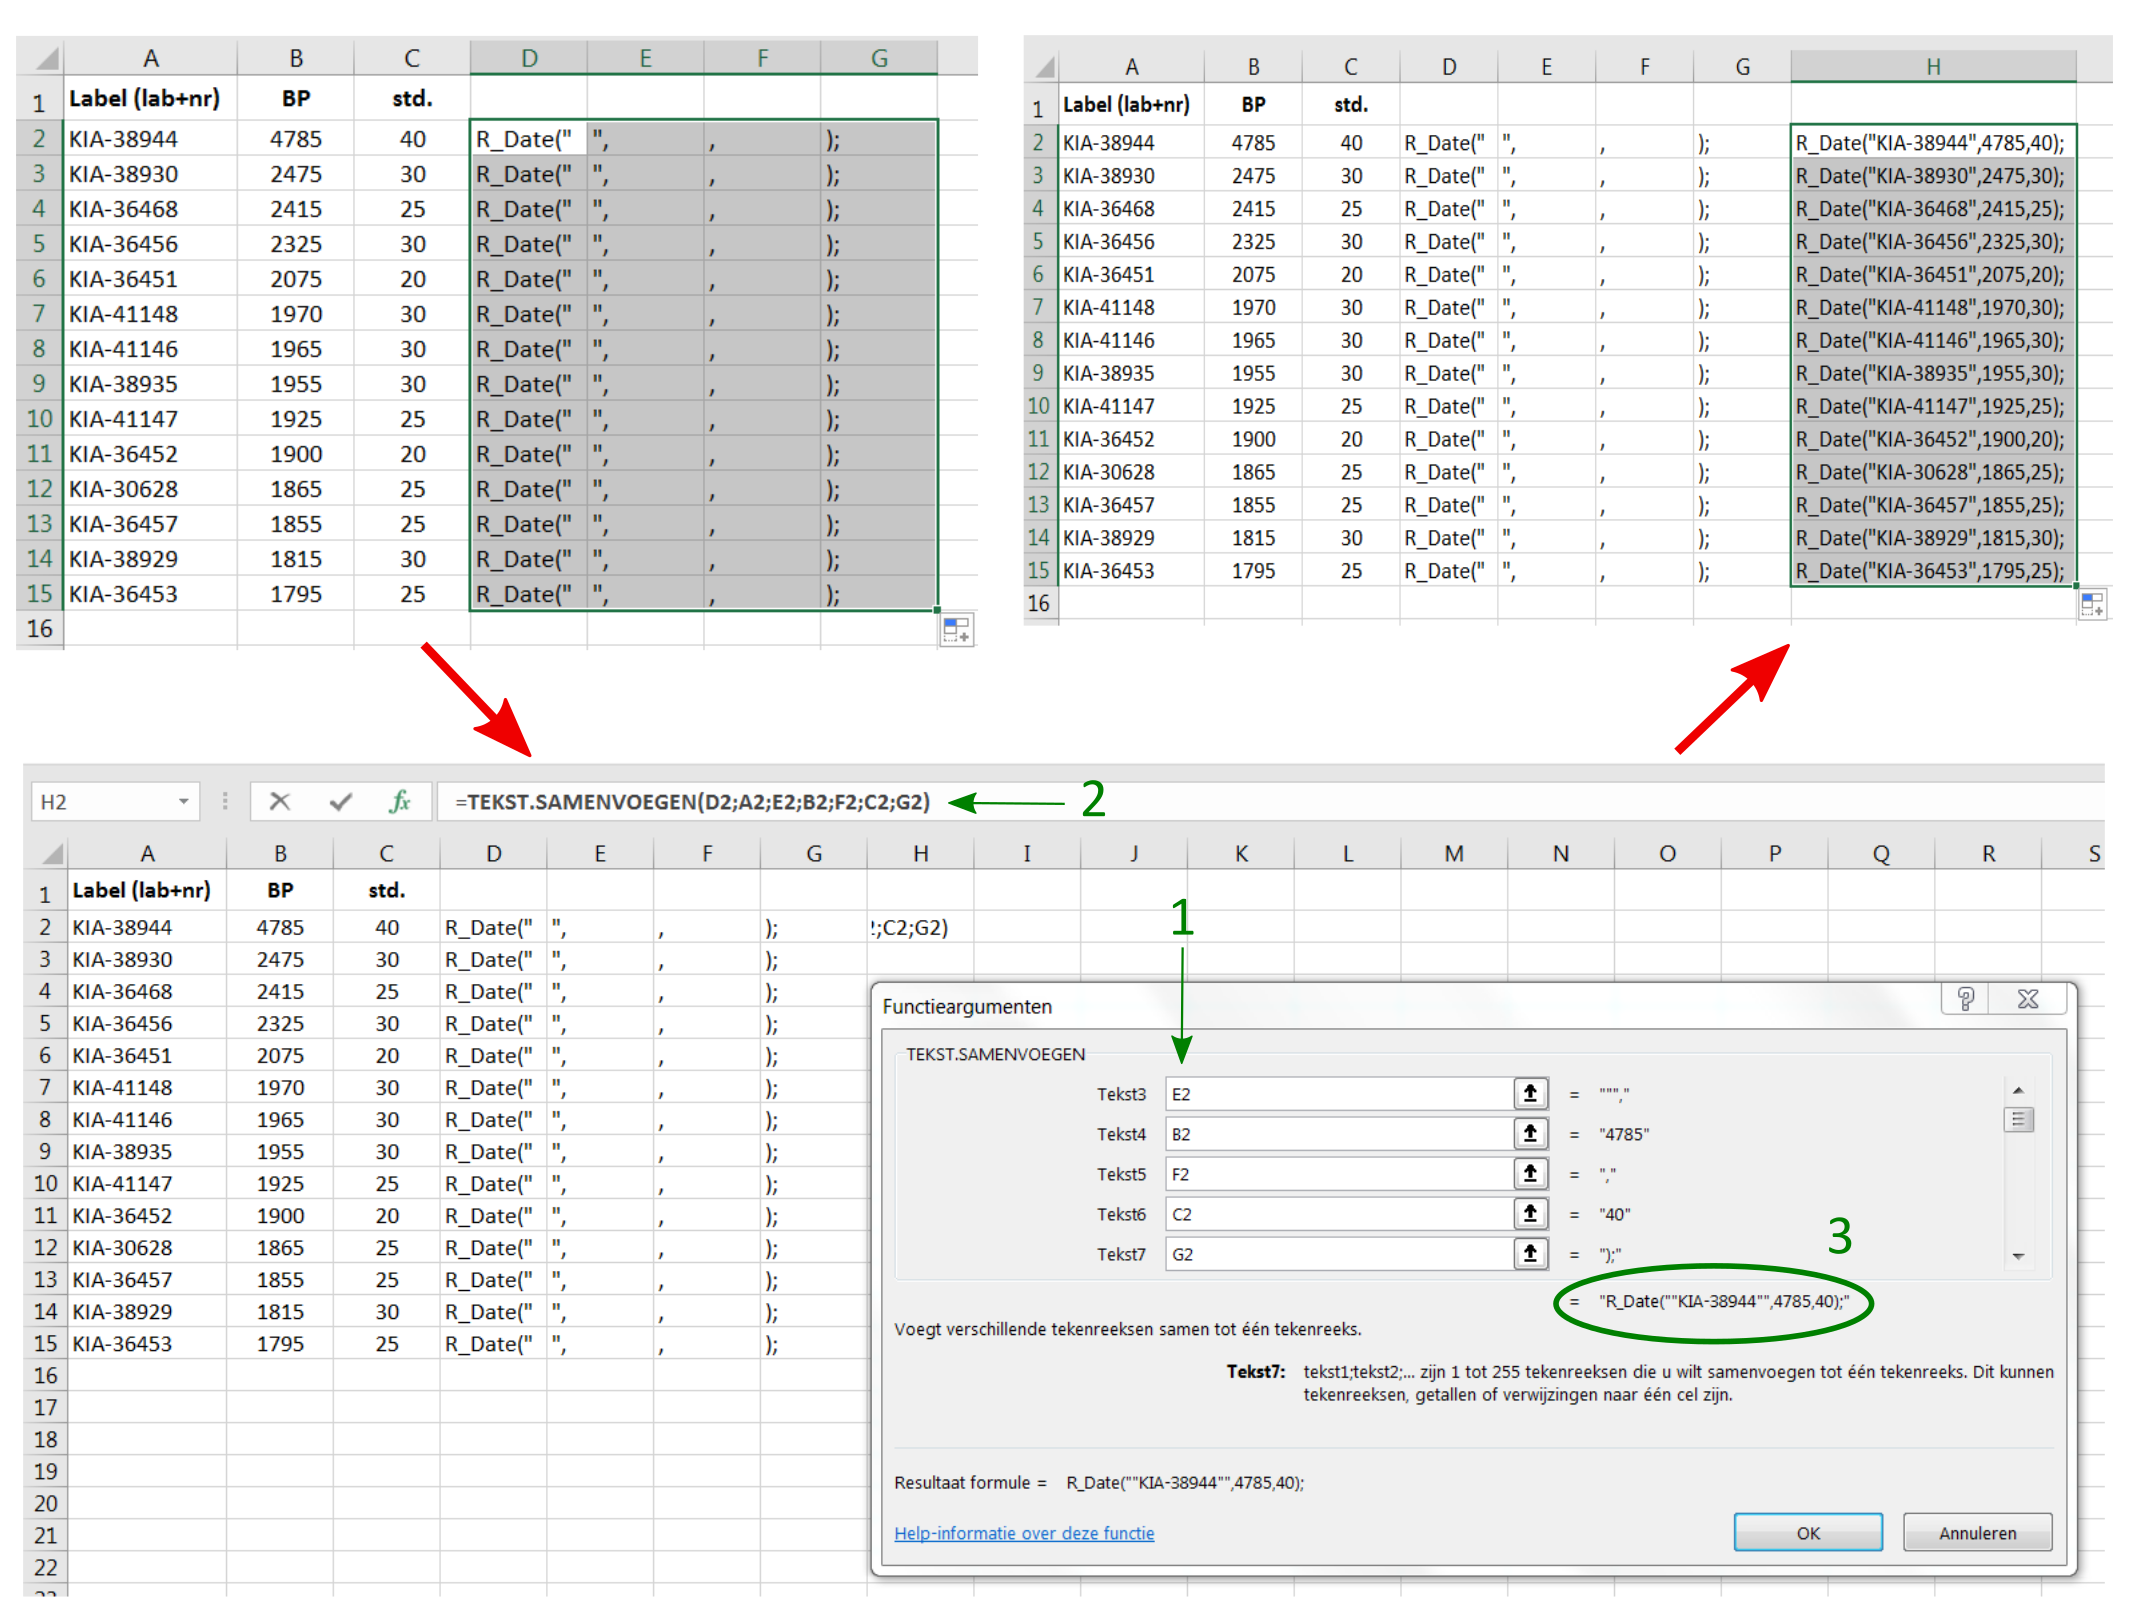 A B C D E F G
1 Label (lab+nr) BP std.
2 KIA-38944 4785 40 R_Date(" ", , );
3 KIA-38930 2475 30 R_Date(" ", , );
4 KIA-36468 2415 25 R_Date(" ", , );
5 KIA-36456 2325 30 R_Date(" ", , );
6 KIA-36451 2075 20 R_Date(" ", , );
7 KIA-41148 1970 30 R_Date(" ", , );
8 KIA-41146 1965 30 R_Date(" ", , );
9 KIA-38935 1955 30 R_Date(" ", , );
10 KIA-41147 1925 25 R_Date(" ", , );
11 KIA-36452 1900 20 R_Date(" ", , );
12 KIA-30628 1865 25 R_Date(" ", , );
13 KIA-36457 1855 25 R_Date(" ", , );
14 KIA-38929 1815 30 R_Date(" ", , );
15 KIA-36453 1795 25 R_Date(" ", , );
16
A B C D E F G H
1 Label (lab+nr) BP std.
2 KIA-38944 4785 40 R_Date(" ", , ); R_Date("KIA-38944",4785,40);
3 KIA-38930 2475 30 R_Date(" ", , ); R_Date("KIA-38930",2475,30);
4 KIA-36468 2415 25 R_Date(" ", , ); R_Date("KIA-36468",2415,25);
5 KIA-36456 2325 30 R_Date(" ", , ); R_Date("KIA-36456",2325,30);
6 KIA-36451 2075 20 R_Date(" ", , ); R_Date("KIA-36451",2075,20);
7 KIA-41148 1970 30 R_Date(" ", , ); R_Date("KIA-41148",1970,30);
8 KIA-41146 1965 30 R_Date(" ", , ); R_Date("KIA-41146",1965,30);
9 KIA-38935 1955 30 R_Date(" ", , ); R_Date("KIA-38935",1955,30);
10 KIA-41147 1925 25 R_Date(" ", , ); R_Date("KIA-41147",1925,25);
11 KIA-36452 1900 20 R_Date(" ", , ); R_Date("KIA-36452",1900,20);
12 KIA-30628 1865 25 R_Date(" ", , ); R_Date("KIA-30628",1865,25);
13 KIA-36457 1855 25 R_Date(" ", , ); R_Date("KIA-36457",1855,25);
14 KIA-38929 1815 30 R_Date(" ", , ); R_Date("KIA-38929",1815,30);
15 KIA-36453 1795 25 R_Date(" ", , ); R_Date("KIA-36453",1795,25);
16
H2 fx =TEKST.SAMENVOEGEN(D2;A2;E2;B2;F2;C2;G2) 2
A B C D E F G H I J K L M N O P Q R S
1 Label (lab+nr) BP std.
2 KIA-38944 4785 40 R_Date(" ", , ); ;C2;G2) 1
3 KIA-38930 2475 30 R_Date(" ", , );
4 KIA-36468 2415 25 R_Date(" ", , );
5 KIA-36456 2325 30 R_Date(" ", , );
6 KIA-36451 2075 20 R_Date(" ", , );
7 KIA-41148 1970 30 R_Date(" ", , );
8 KIA-41146 1965 30 R_Date(" ", , );
9 KIA-38935 1955 30 R_Date(" ", , );
10 KIA-41147 1925 25 R_Date(" ", , );
11 KIA-36452 1900 20 R_Date(" ", , );
12 KIA-30628 1865 25 R_Date(" ", , );
13 KIA-36457 1855 25 R_Date(" ", , );
14 KIA-38929 1815 30 R_Date(" ", , );
15 KIA-36453 1795 25 R_Date(" ", , );
16
17
18
19
20
21
22
Functieargumenten ?
TEKST.SAMENVOEGEN
Tekst3 E2 = """,“
Tekst4 B2 = "4785"
Tekst5 F2 = ","
Tekst6 C2 = "40"
Tekst7 G2 = ");"
3
= "R_Date(""KIA-38944"",4785,40);"
Voegt verschillende tekenreeksen samen tot één tekenreeks.
Tekst7: tekst1;tekst2;... zijn 1 tot 255 tekenreeksen die u wilt samenvoegen tot één tekenreeks. Dit kunnen
tekenreeksen, getallen of verwijzingen naar één cel zijn.
Resultaat formule = R_Date(""KIA-38944"",4785,40);
Help-informatie over deze functie
OK Annuleren